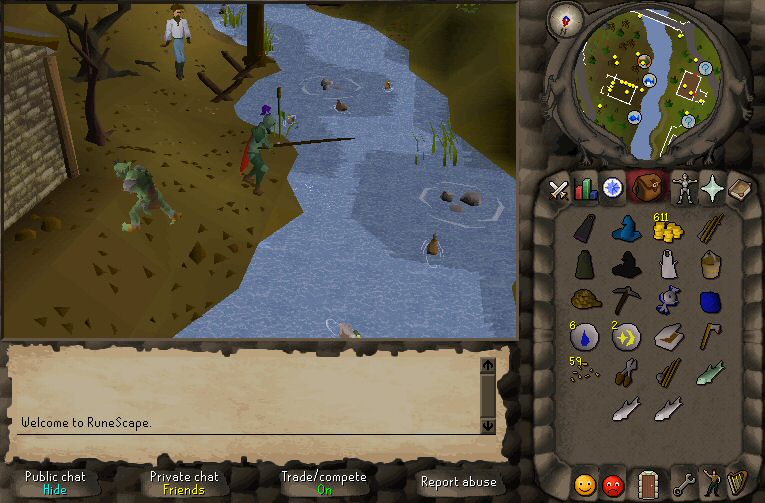 N
611
6
2
59
Welcome to RuneScape.
Public chat
Hide
Private chat
Friends
Trade/compete
On
Report abuse